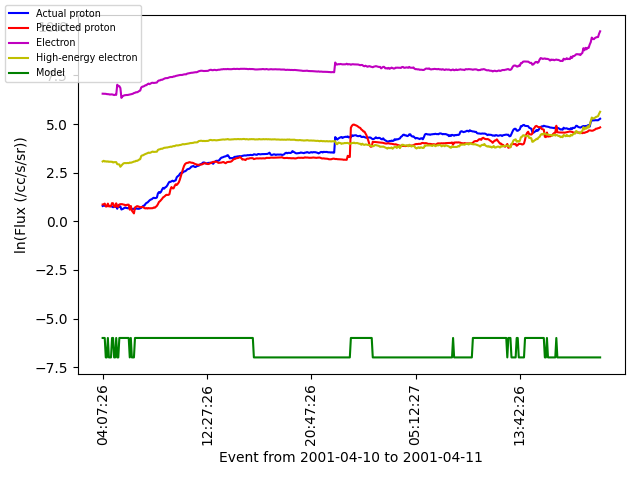 Actual proton
Predicted proton
Electron
High-energy electron
Model
7.5
5.0
2.5
0.0
−2.5
−5.0
−7.5
ln(Flux (/cc/s/sr))
04:07:26
12:27:26
20:47:26
05:12:27
13:42:26
Event from 2001-04-10 to 2001-04-11